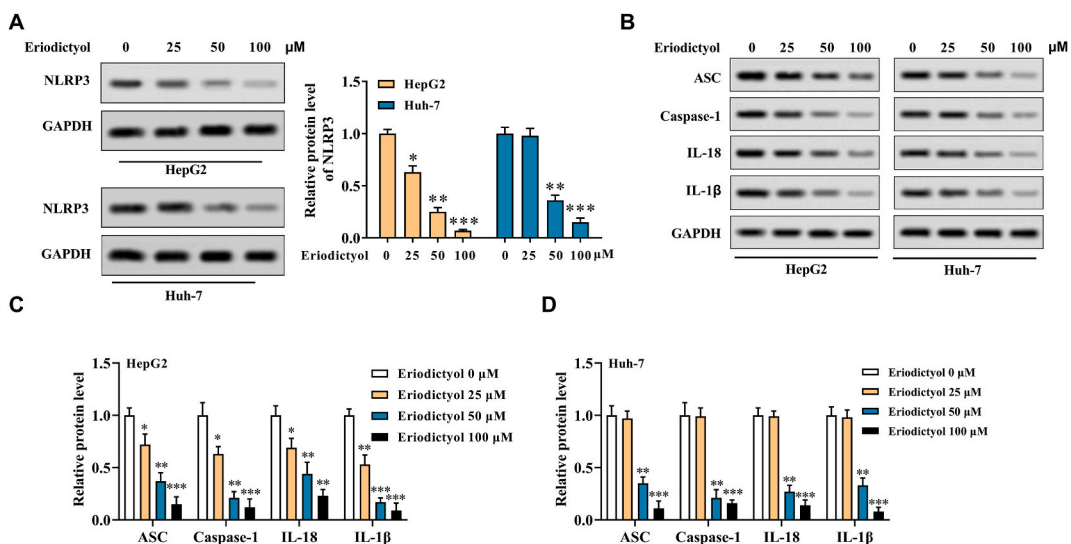 A
Eriodictyol 0 25 50 100 μM
NLRP3
GAPDH
HepG2
NLRP3
GAPDH
Huh-7
Relative protein level
of NLRP3
1.5
1.0
0.5
0.0
HepG2
Huh-7
* ** *** ** ***
Eriodictyol 0 25 50 100 0 25 50 100 μM
B
Eriodictyol 0 25 50 100 0 25 50 100 μM
ASC
Caspase-1
IL-18
IL-1β
GAPDH
HepG2 Huh-7
C
Relative protein level
1.5
1.0
0.5
0.0
HepG2
Eriodictyol 0 μM
Eriodictyol 25 μM
Eriodictyol 50 μM
Eriodictyol 100 μM
* ** *** * ** *** * ** ** ** *** ***
ASC Caspase-1 IL-18 IL-1β
D
Relative protein level
1.5
1.0
0.5
0.0
Huh-7
Eriodictyol 0 μM
Eriodictyol 25 μM
Eriodictyol 50 μM
Eriodictyol 100 μM
** *** ** *** ** *** ** ***
ASC Caspase-1 IL-18 IL-1β